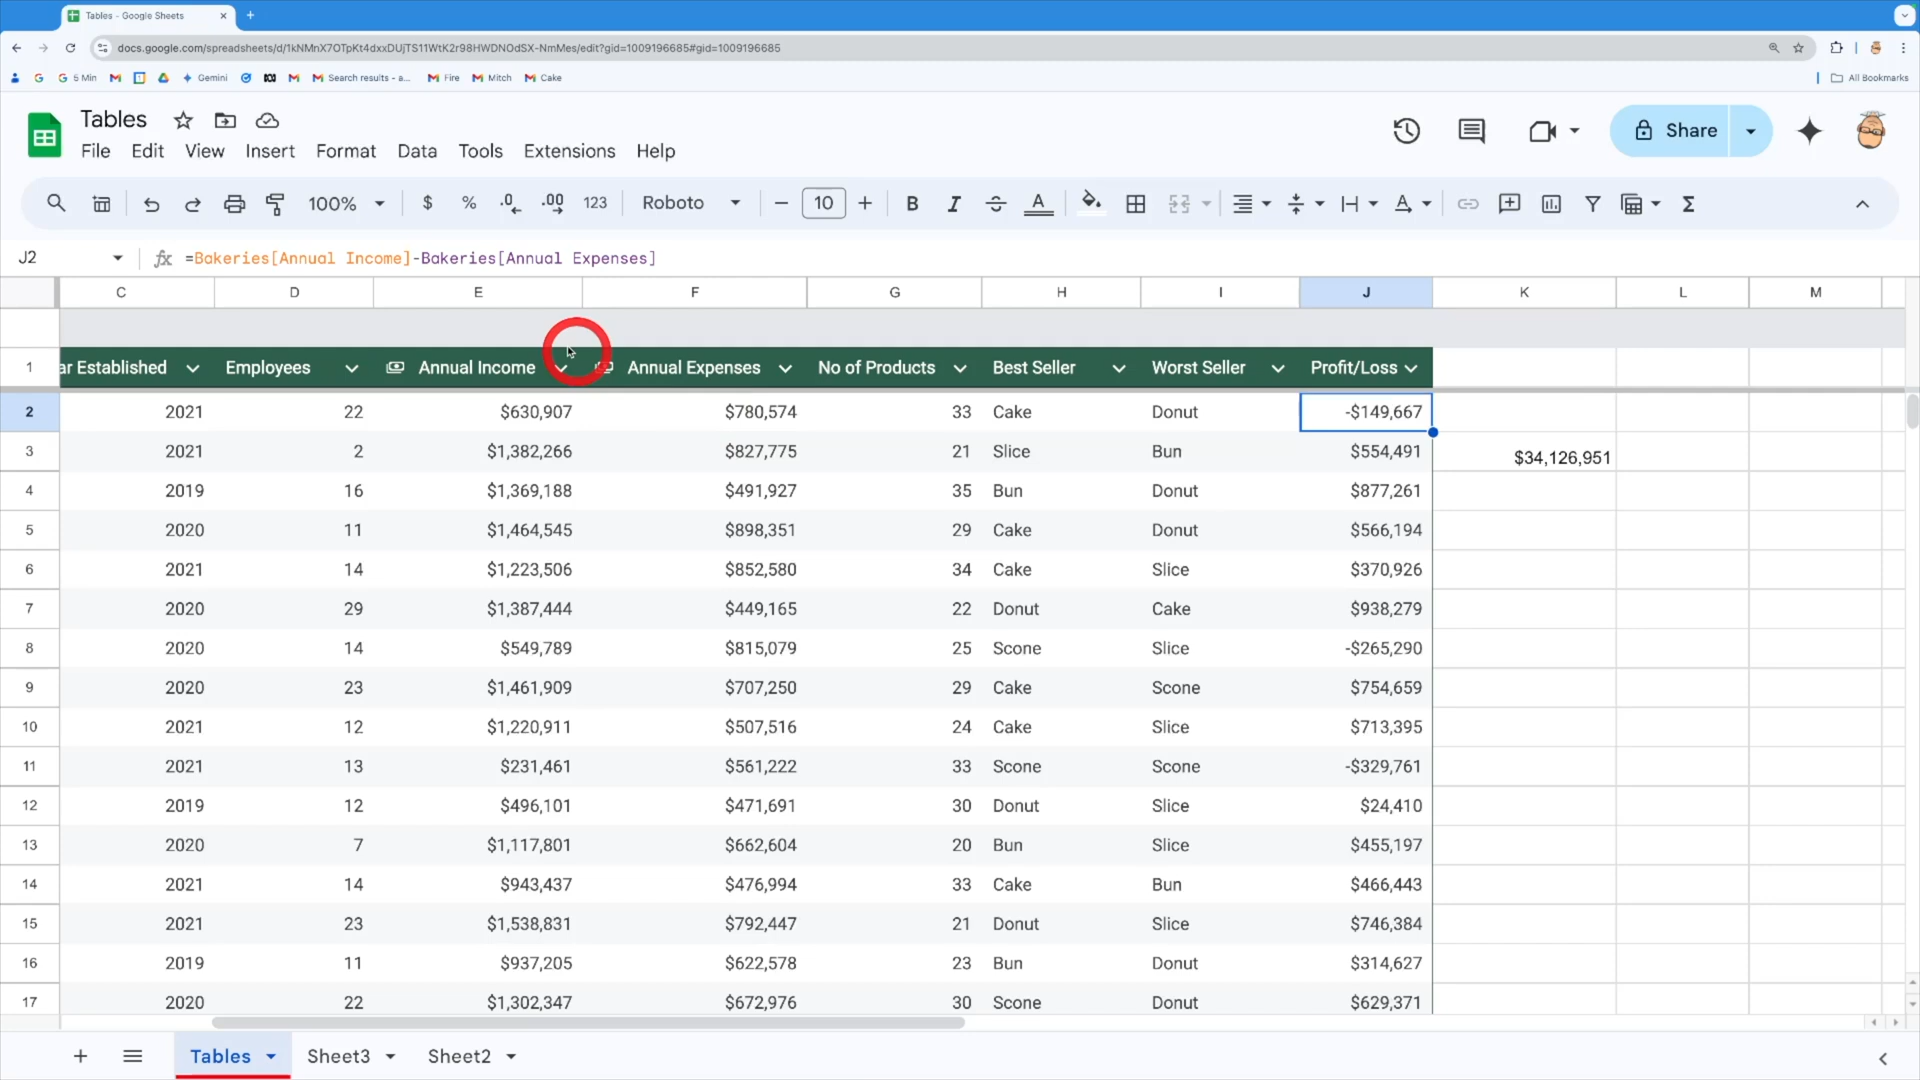 Tables - Google Sheets
docs.google.com/spreadsheets/d/1kNMnX7OTpKt4dxxDUjTS11WtK2r98HWDNOdSX-NmMes/edit?gid=1009196685#gid=1009196685
5 Min Gemini Search results - a... Fire Mitch Cake All Bookmarks
Tables
File Edit View Insert Format Data Tools Extensions Help
Share
100% $ % .0 .00 123 Roboto 10 B I A
J2 fx =Bakeries[Annual Income]-Bakeries[Annual Expenses]
C D E F G H I J K L M
1 ar Established Employees Annual Income Annual Expenses No of Products Best Seller Worst Seller Profit/Loss
2 2021 22 $630,907 $780,574 33 Cake Donut -$149,667
3 2021 2 $1,382,266 $827,775 21 Slice Bun $554,491 $34,126,951
4 2019 16 $1,369,188 $491,927 35 Bun Donut $877,261
5 2020 11 $1,464,545 $898,351 29 Cake Donut $566,194
6 2021 14 $1,223,506 $852,580 34 Cake Slice $370,926
7 2020 29 $1,387,444 $449,165 22 Donut Cake $938,279
8 2020 14 $549,789 $815,079 25 Scone Slice -$265,290
9 2020 23 $1,461,909 $707,250 29 Cake Scone $754,659
10 2021 12 $1,220,911 $507,516 24 Cake Slice $713,395
11 2021 13 $231,461 $561,222 33 Scone Scone -$329,761
12 2019 12 $496,101 $471,691 30 Donut Slice $24,410
13 2020 7 $1,117,801 $662,604 20 Bun Slice $455,197
14 2021 14 $943,437 $476,994 33 Cake Bun $466,443
15 2021 23 $1,538,831 $792,447 21 Donut Slice $746,384
16 2019 11 $937,205 $622,578 23 Bun Donut $314,627
17 2020 22 $1,302,347 $672,976 30 Scone Donut $629,371
Tables Sheet3 Sheet2